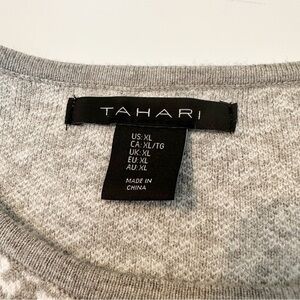 TAHARI
US: XL
CA: XL/TG
UK: XL
EU: XL
AU: XL
MADE IN
CHINA